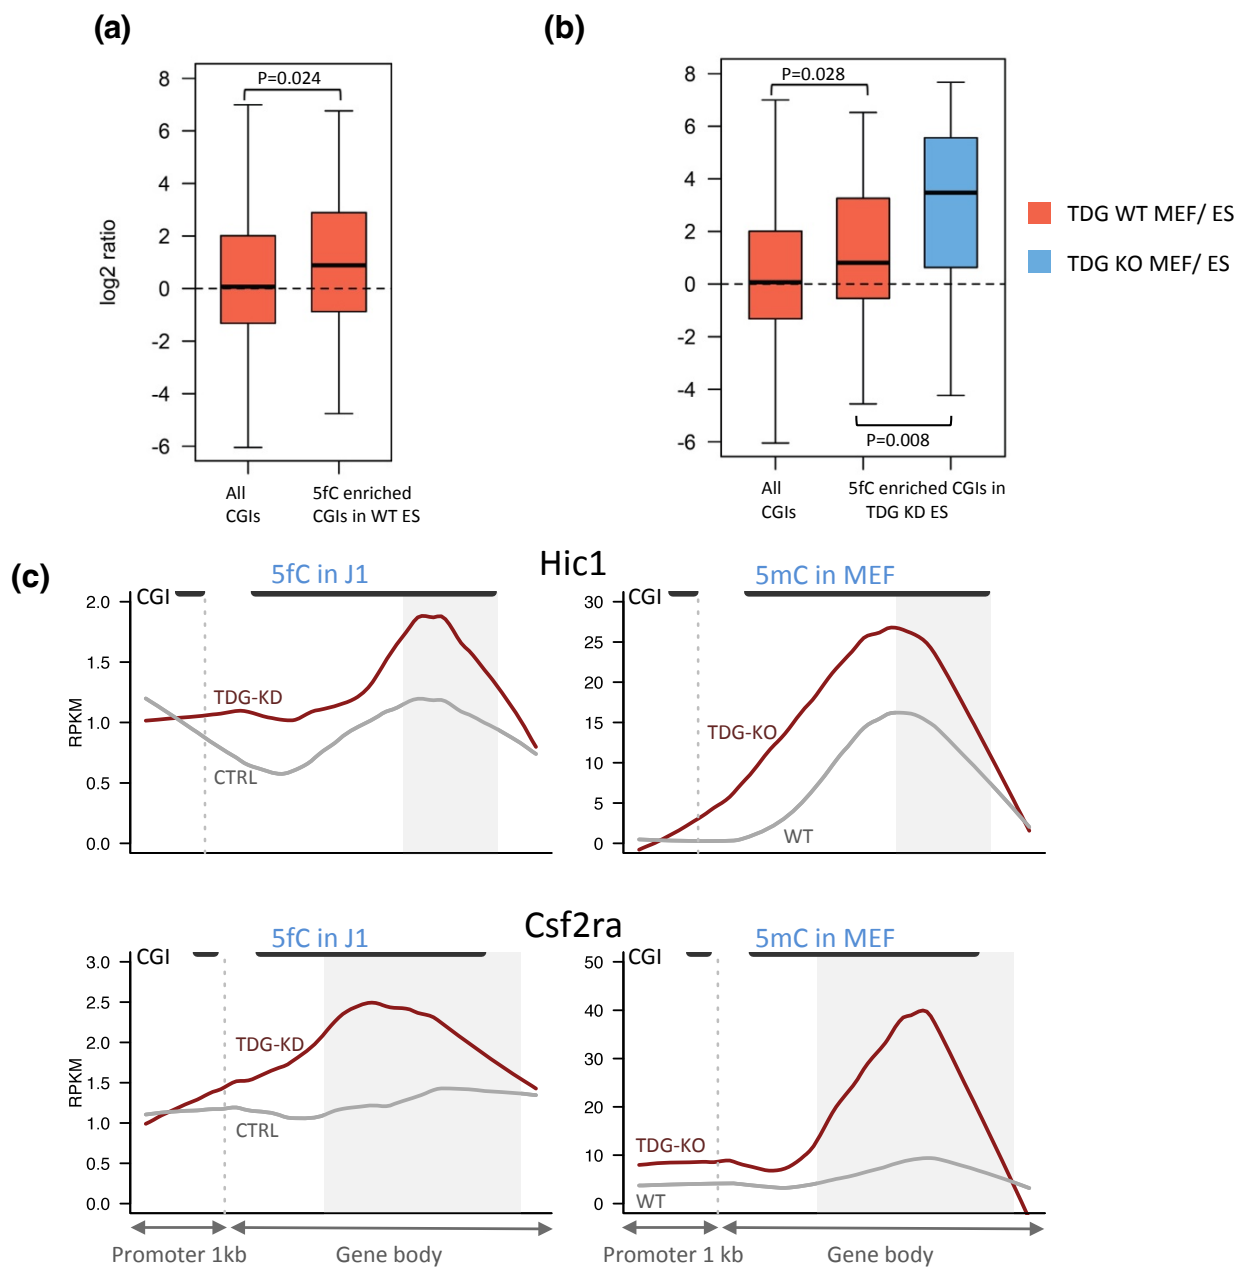 (a)
(b)
P=0.024
8
6
4
2
0
-2
-4
-6
log2 ratio
All
CGIs
5fC enriched
CGIs in WT ES
P=0.028
8
6
4
2
0
-2
-4
-6
P=0.008
All
CGIs
5fC enriched CGIs in
TDG KD ES
TDG WT MEF/ ES
TDG KO MEF/ ES
(c)
Hic1
5fC in J1
CGI
2.0
1.5
1.0
0.5
0.0
RPKM
TDG-KD
CTRL
5mC in MEF
CGI
30
25
20
15
10
5
0
TDG-KO
WT
Csf2ra
5fC in J1
CGI
3.0
2.5
2.0
1.5
1.0
0.5
0.0
RPKM
TDG-KD
CTRL
Promoter 1kb
Gene body
5mC in MEF
CGI
50
40
30
20
10
0
TDG-KO
WT
Promoter 1 kb
Gene body